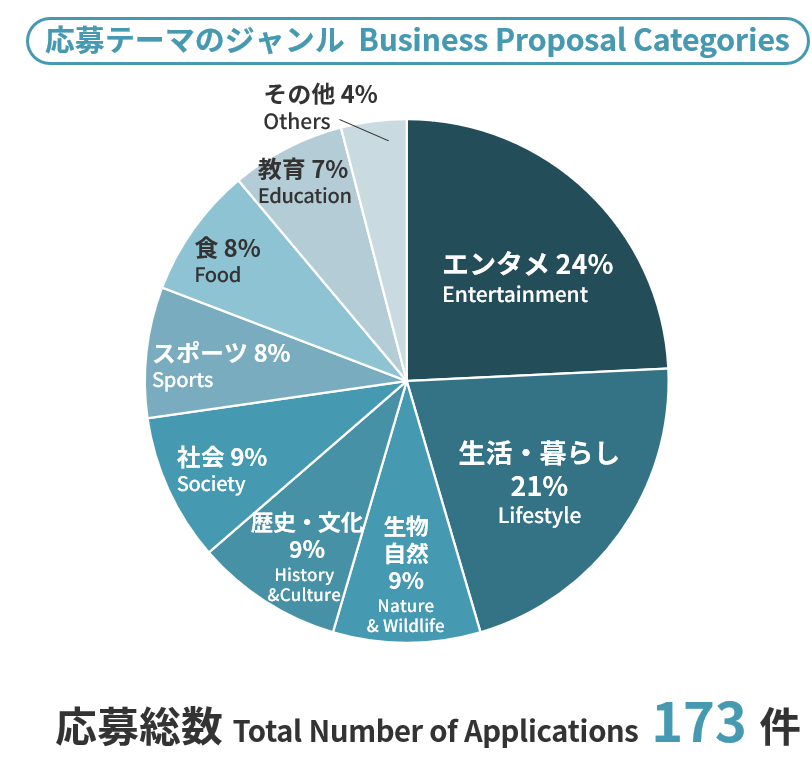 応募テーマのジャンル Business Proposal Categories
その他 4%
Others
教育 7%
Education
食 8%
Food
スポーツ 8%
Sports
社会 9%
Society
歴史・文化
9%
History
&Culture
生物
自然
9%
Nature
& Wildlife
生活・暮らし
21%
Lifestyle
エンタメ 24%
Entertainment
応募総数 Total Number of Applications 173 件